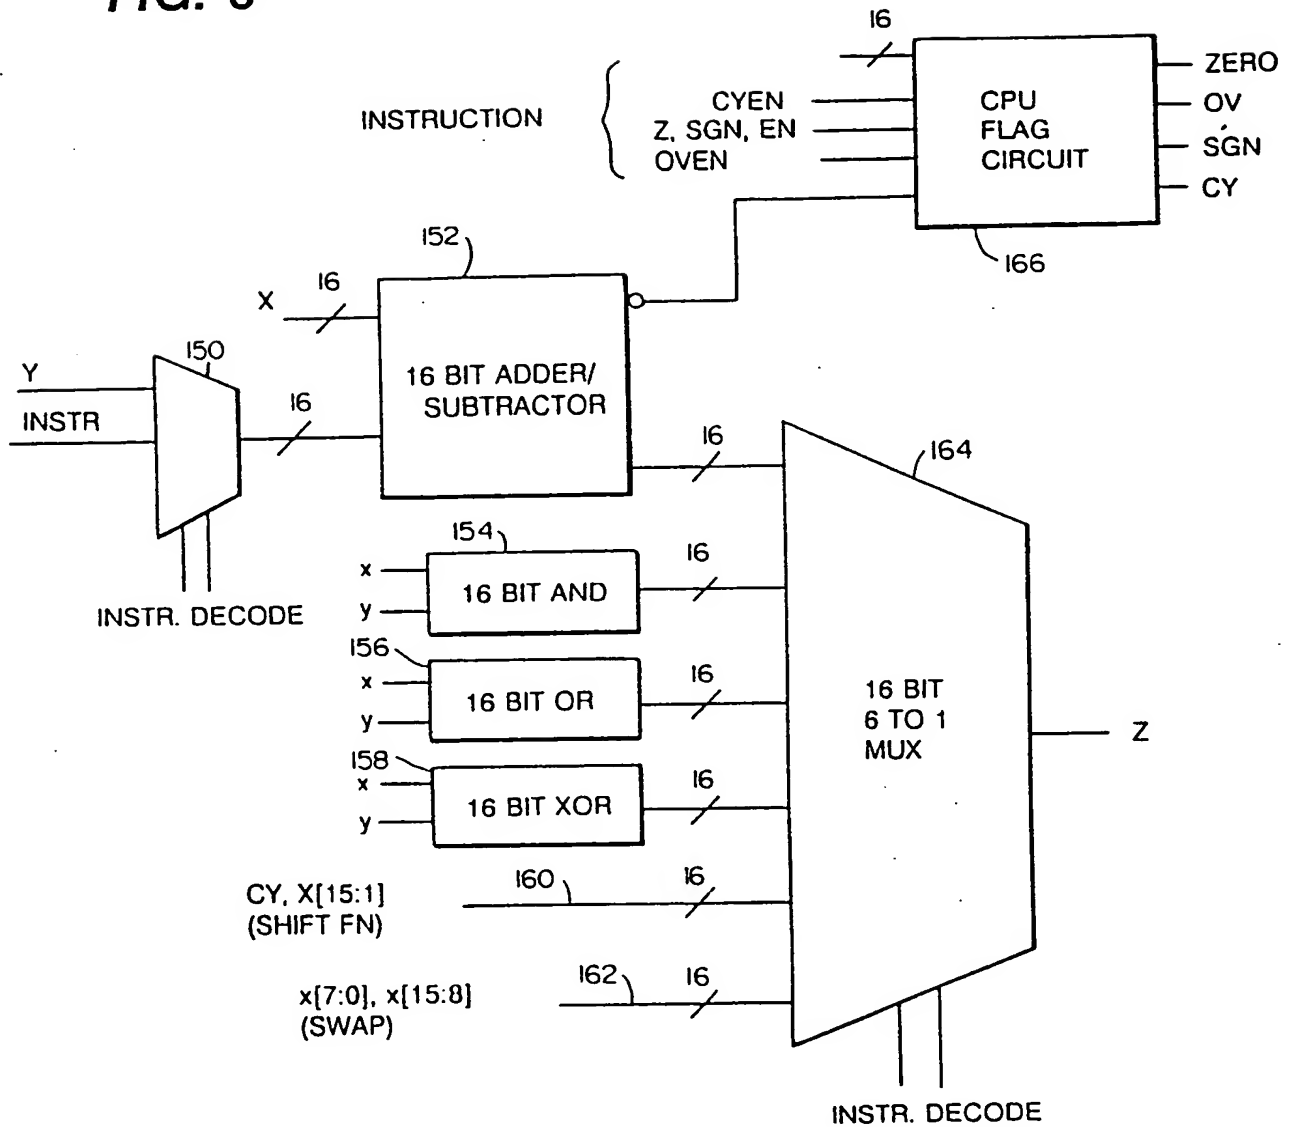 16
ZERO
CYEN
CPU
OV
INSTRUCTION
Z, SGN, EN
FLAG
SGN
OVEN
CIRCUIT
CY
152
166
X
16
150
Y
16 BIT ADDER/
SUBTRACTOR
INSTR
16
16
164
154
16
x
16 BIT AND
y
INSTR. DECODE
156
16
x
16 BIT OR
y
16 BIT
6 TO 1
MUX
Z
158
16
x
16 BIT XOR
y
CY, X[15:1]
(SHIFT FN)
160
16
x[7:0], x[15:8]
(SWAP)
162
16
INSTR. DECODE